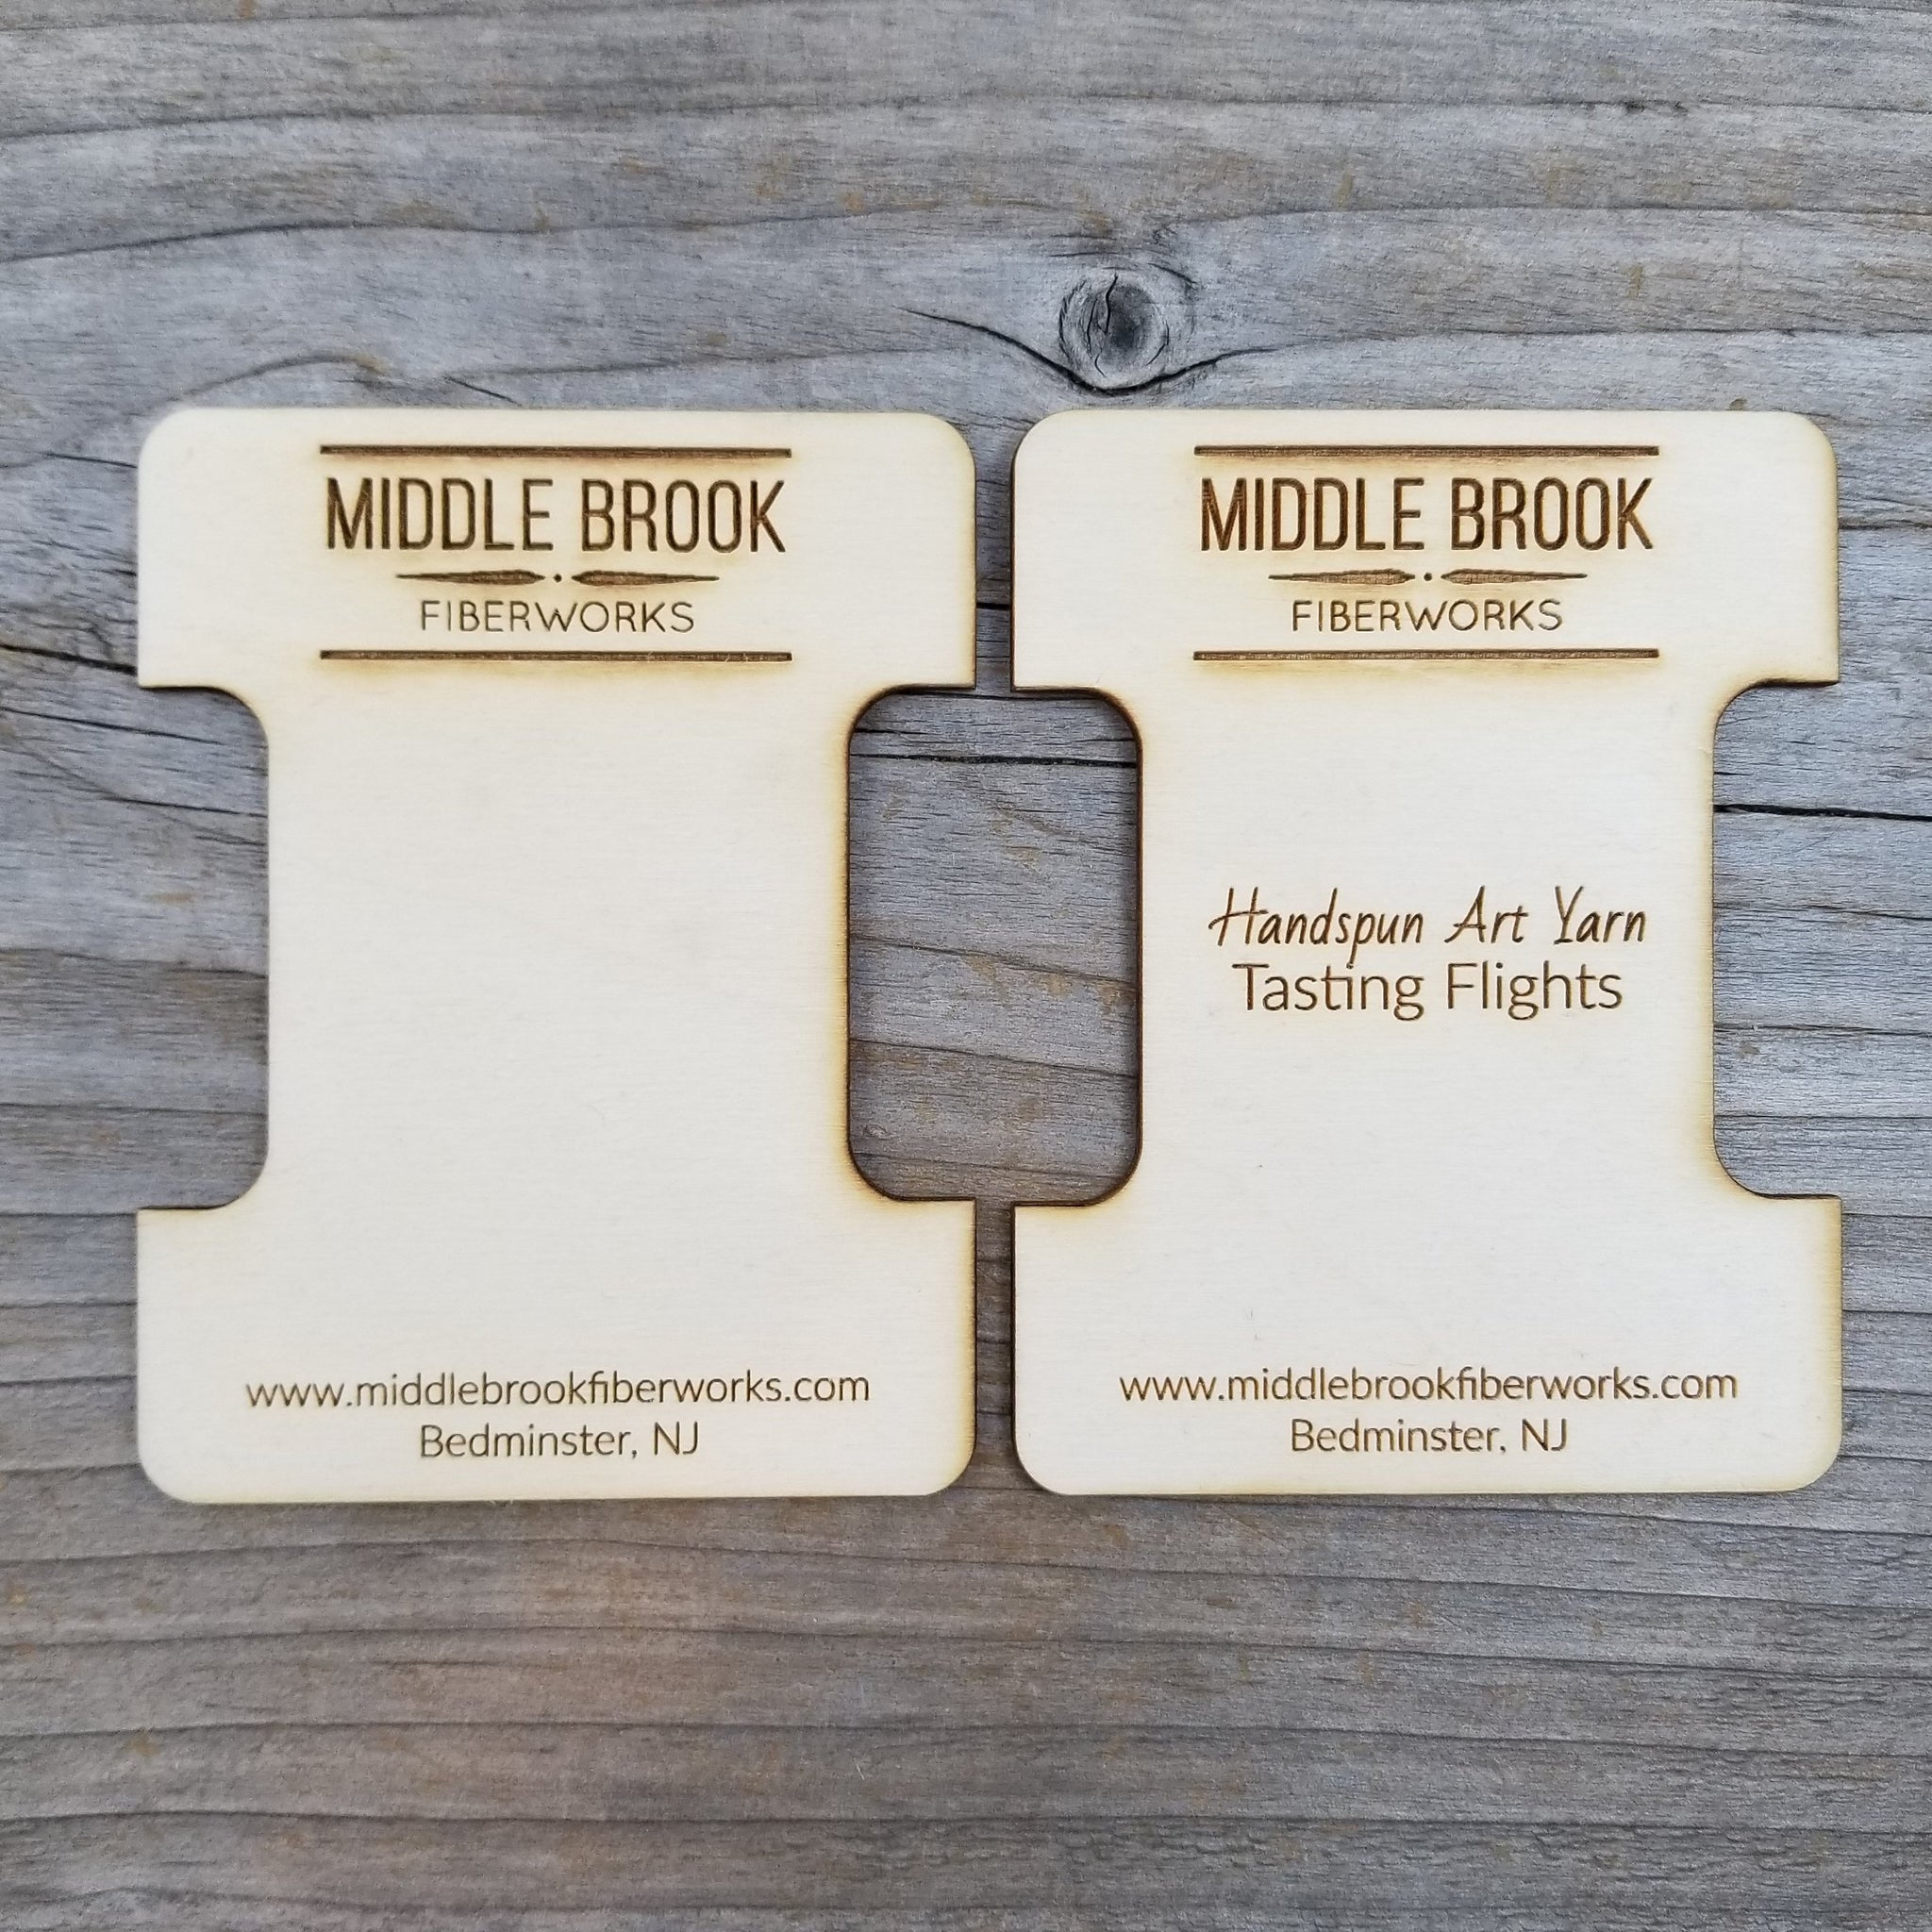 MIDDLE BROOK
FIBERWORKS
www.middlebrookfiberworks.com
Bedminster, NJ
MIDDLE BROOK
FIBERWORKS
Handspun Art Yarn
Tasting Flights
www.middlebrookfiberworks.com
Bedminster, NJ